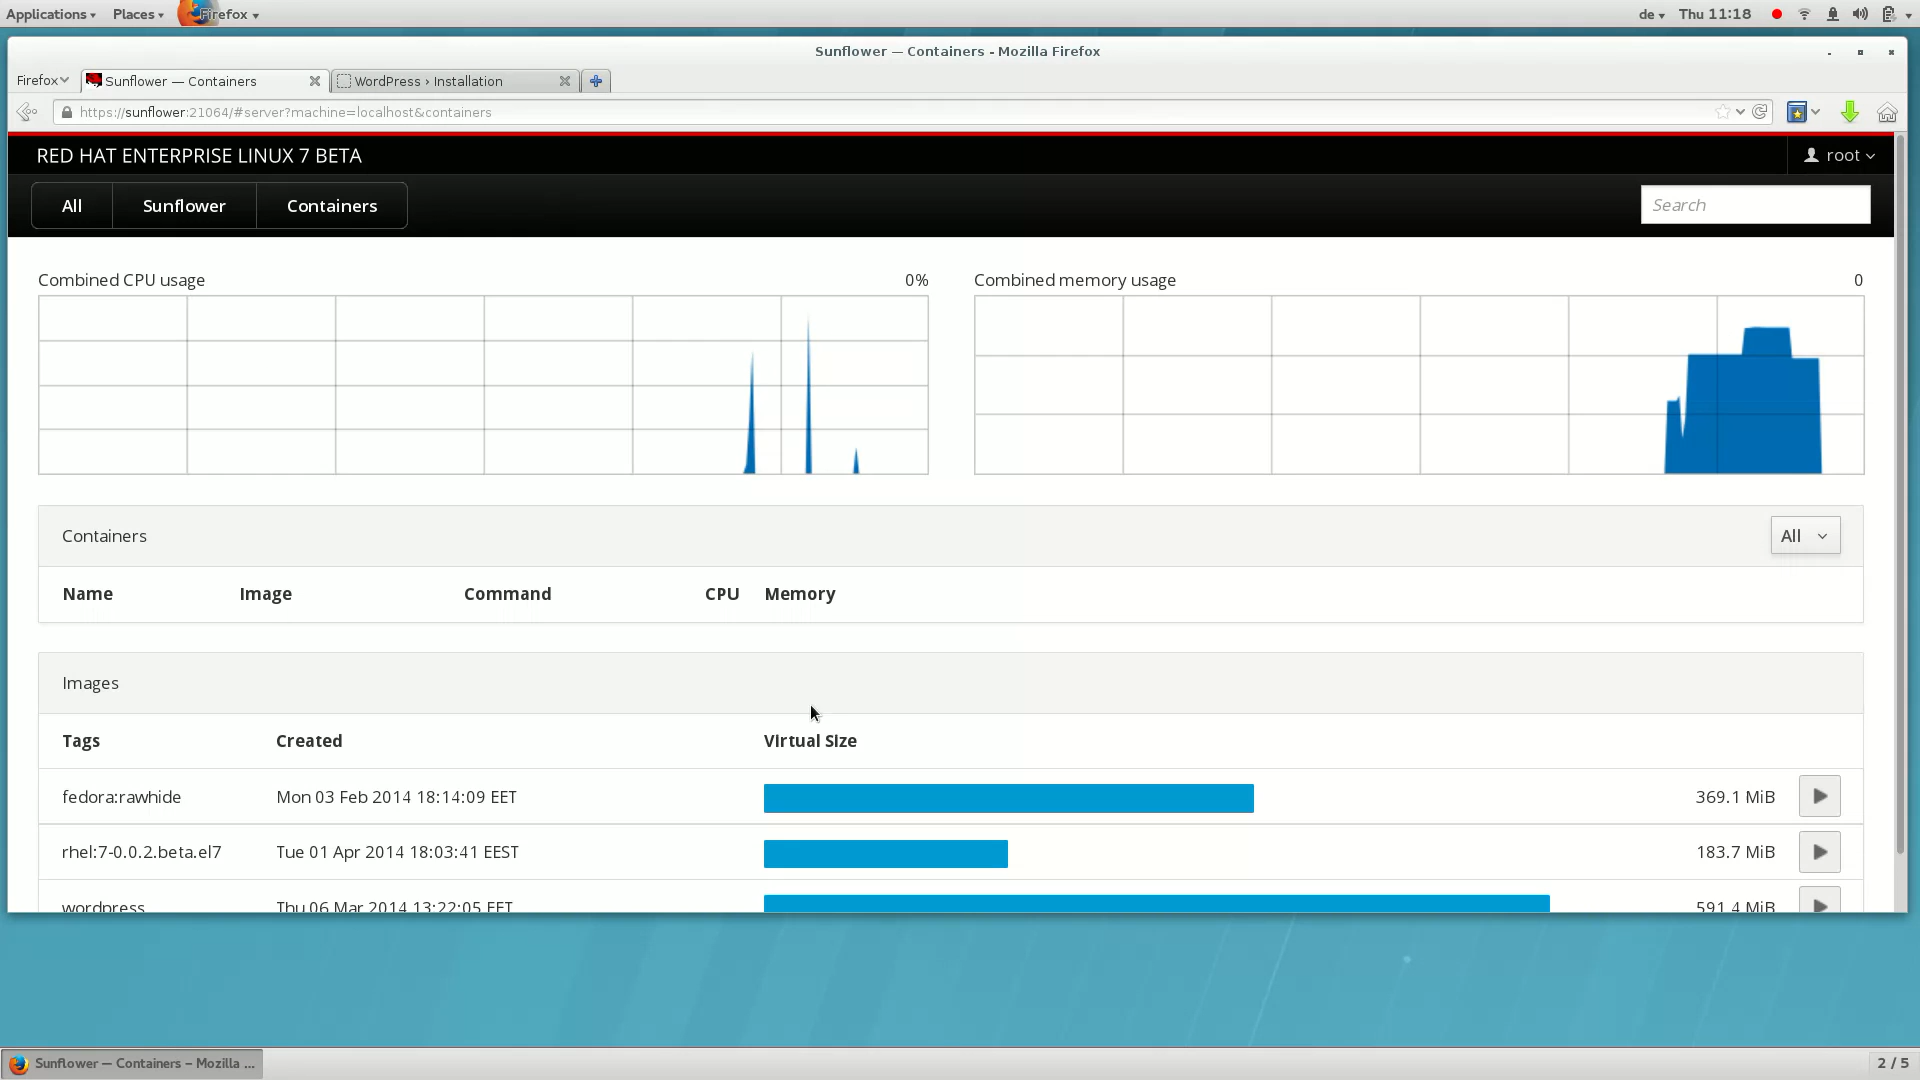 Applications Places Firefox de Thu 11:18
Sunflower — Containers - Mozilla Firefox
Firefox Sunflower — Containers WordPress › Installation
https://sunflower:21064/#server?machine=localhost&containers
RED HAT ENTERPRISE LINUX 7 BETA root
All Sunflower Containers Search
Combined CPU usage 0% Combined memory usage 0
Containers All
Name Image Command CPU Memory
Images
Tags Created Virtual Size
fedora:rawhide Mon 03 Feb 2014 18:14:09 EET 369.1 MiB
rhel:7-0.0.2.beta.el7 Tue 01 Apr 2014 18:03:41 EEST 183.7 MiB
wordpress Thu 06 Mar 2014 13:22:05 EET 591.4 MiB
Sunflower — Containers – Mozilla ... 2 / 5